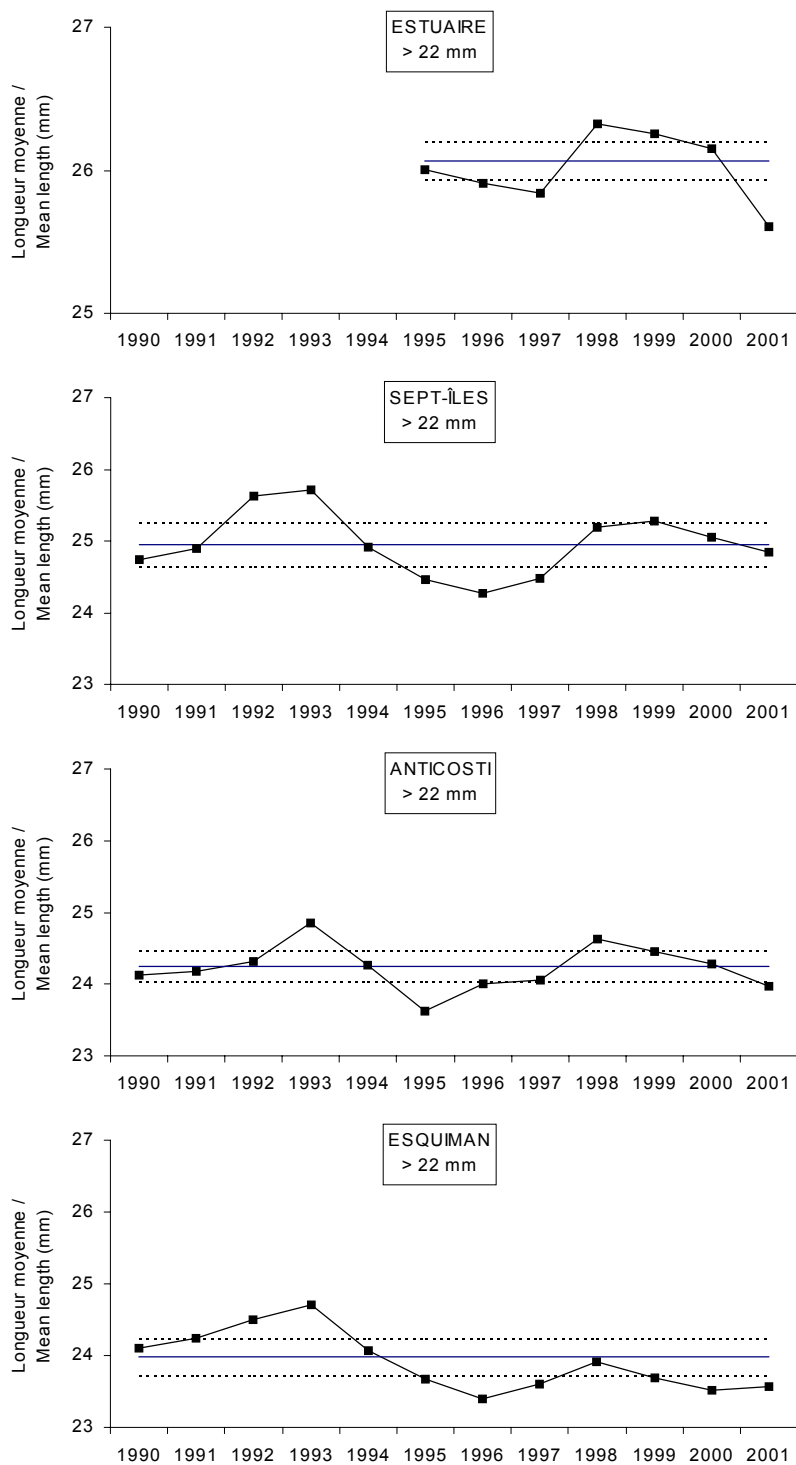 ESTUAIRE
> 22 mm
Longueur moyenne /
Mean length (mm)
27
26
25
1990 1991 1992 1993 1994 1995 1996 1997 1998 1999 2000 2001
SEPT-ÎLES
> 22 mm
Longueur moyenne /
Mean length (mm)
27
26
25
24
23
1990 1991 1992 1993 1994 1995 1996 1997 1998 1999 2000 2001
ANTICOSTI
> 22 mm
Longueur moyenne /
Mean length (mm)
27
26
25
24
23
1990 1991 1992 1993 1994 1995 1996 1997 1998 1999 2000 2001
ESQUIMAN
> 22 mm
Longueur moyenne /
Mean length (mm)
27
26
25
24
23
1990 1991 1992 1993 1994 1995 1996 1997 1998 1999 2000 2001